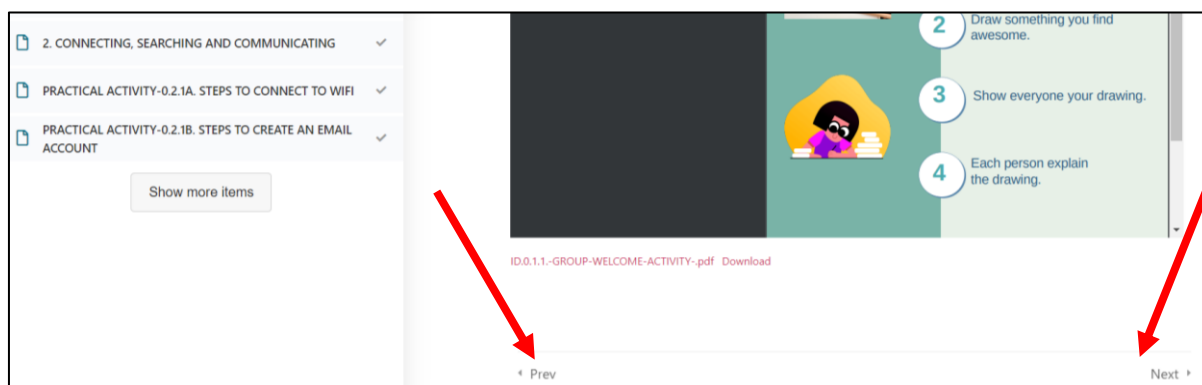 2. CONNECTING, SEARCHING AND COMMUNICATING
PRACTICAL ACTIVITY-0.2.1A. STEPS TO CONNECT TO WIFI
PRACTICAL ACTIVITY-0.2.1B. STEPS TO CREATE AN EMAIL
ACCOUNT
Show more items
2 Draw something you find
awesome.
3 Show everyone your drawing.
4 Each person explain
the drawing.
ID.0.1.1.-GROUP-WELCOME-ACTIVITY-.pdf Download
Prev
Next